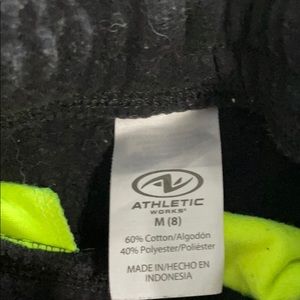 ATHLETIC
WORKS®
M (8)
60% Cotton/Algodón
40% Polyester/Poliéster
MADE IN/HECHO EN
INDONESIA